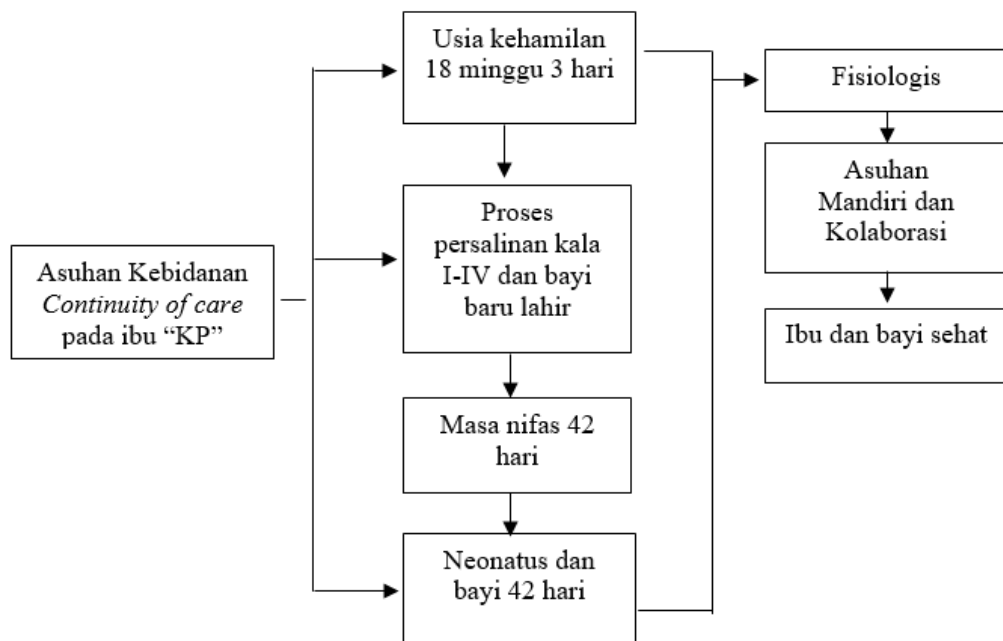 Asuhan Kebidanan
Continuity of care
pada ibu “KP”
Usia kehamilan
18 minggu 3 hari
Proses
persalinan kala
I-IV dan bayi
baru lahir
Masa nifas 42
hari
Neonatus dan
bayi 42 hari
Fisiologis
Asuhan
Mandiri dan
Kolaborasi
Ibu dan bayi sehat